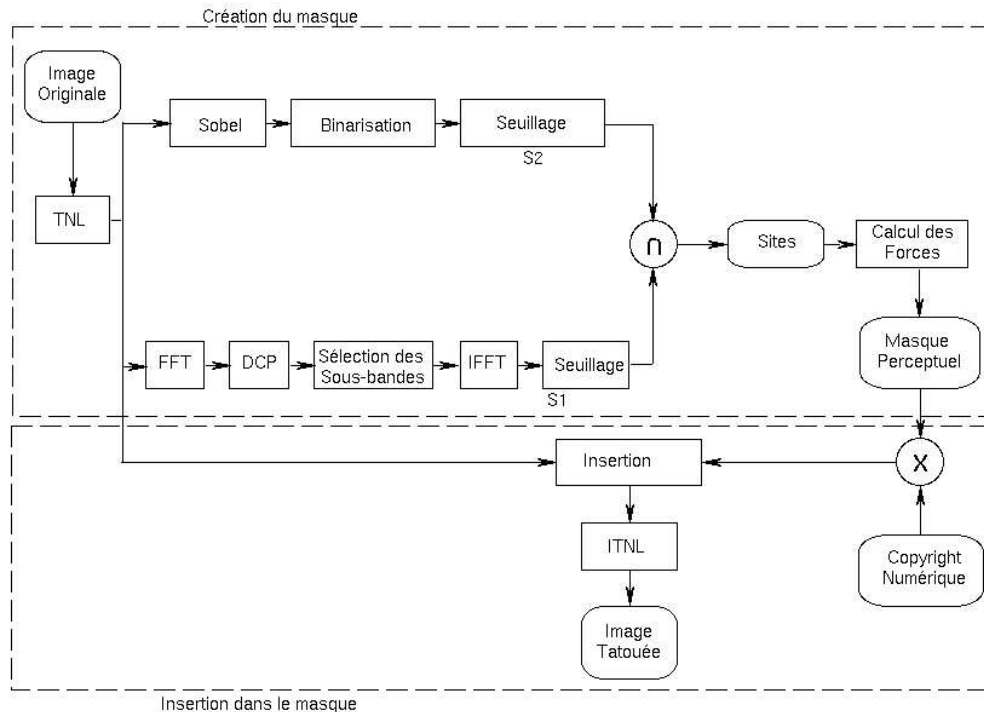 Création du masque
Image
Originale
Sobel
Binarisation
Seuillage
S2
TNL
∩
Sites
Calcul des
Forces
FFT
DCP
Sélection des
Sous-bandes
IFFT
Seuillage
S1
Masque
Perceptuel
Insertion
X
ITNL
Copyright
Numérique
Image
Tatouée
Insertion dans le masque